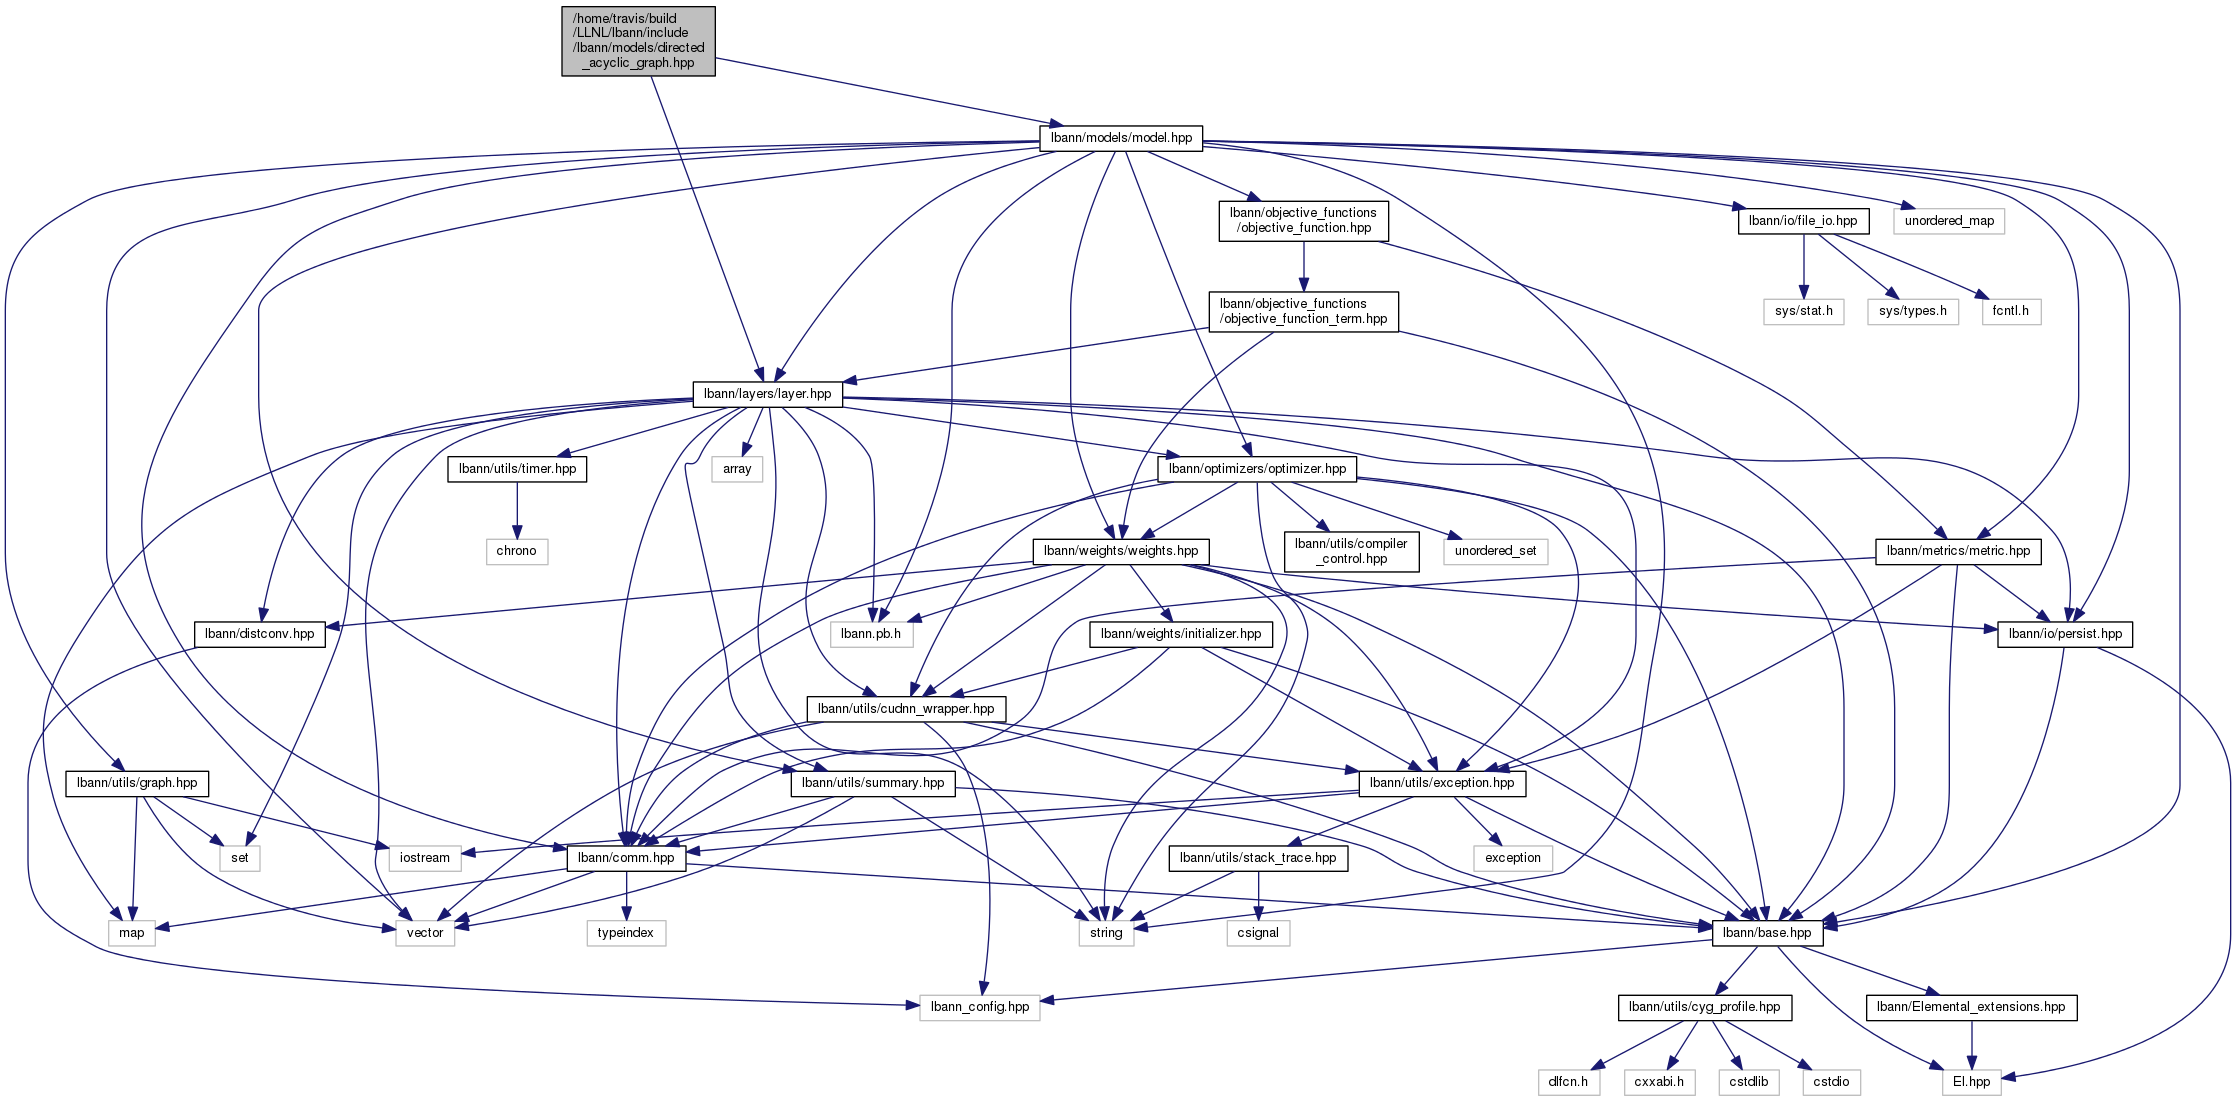 /home/travis/build
/LLNL/lbann/include
/lbann/models/directed
_acyclic_graph.hpp
lbann/models/model.hpp
lbann/objective_functions
/objective_function.hpp
lbann/io/file_io.hpp
unordered_map
lbann/objective_functions
/objective_function_term.hpp
sys/stat.h
sys/types.h
fcntl.h
lbann/layers/layer.hpp
lbann/utils/timer.hpp
array
lbann/optimizers/optimizer.hpp
chrono
lbann/weights/weights.hpp
lbann/utils/compiler
_control.hpp
unordered_set
lbann/metrics/metric.hpp
lbann/distconv.hpp
lbann.pb.h
lbann/weights/initializer.hpp
lbann/io/persist.hpp
lbann/utils/cudnn_wrapper.hpp
lbann/utils/graph.hpp
lbann/utils/summary.hpp
lbann/utils/exception.hpp
set
iostream
lbann/comm.hpp
lbann/utils/stack_trace.hpp
exception
map
vector
typeindex
string
csignal
lbann/base.hpp
lbann_config.hpp
lbann/utils/cyg_profile.hpp
lbann/Elemental_extensions.hpp
dlfcn.h
cxxabi.h
cstdlib
cstdio
El.hpp